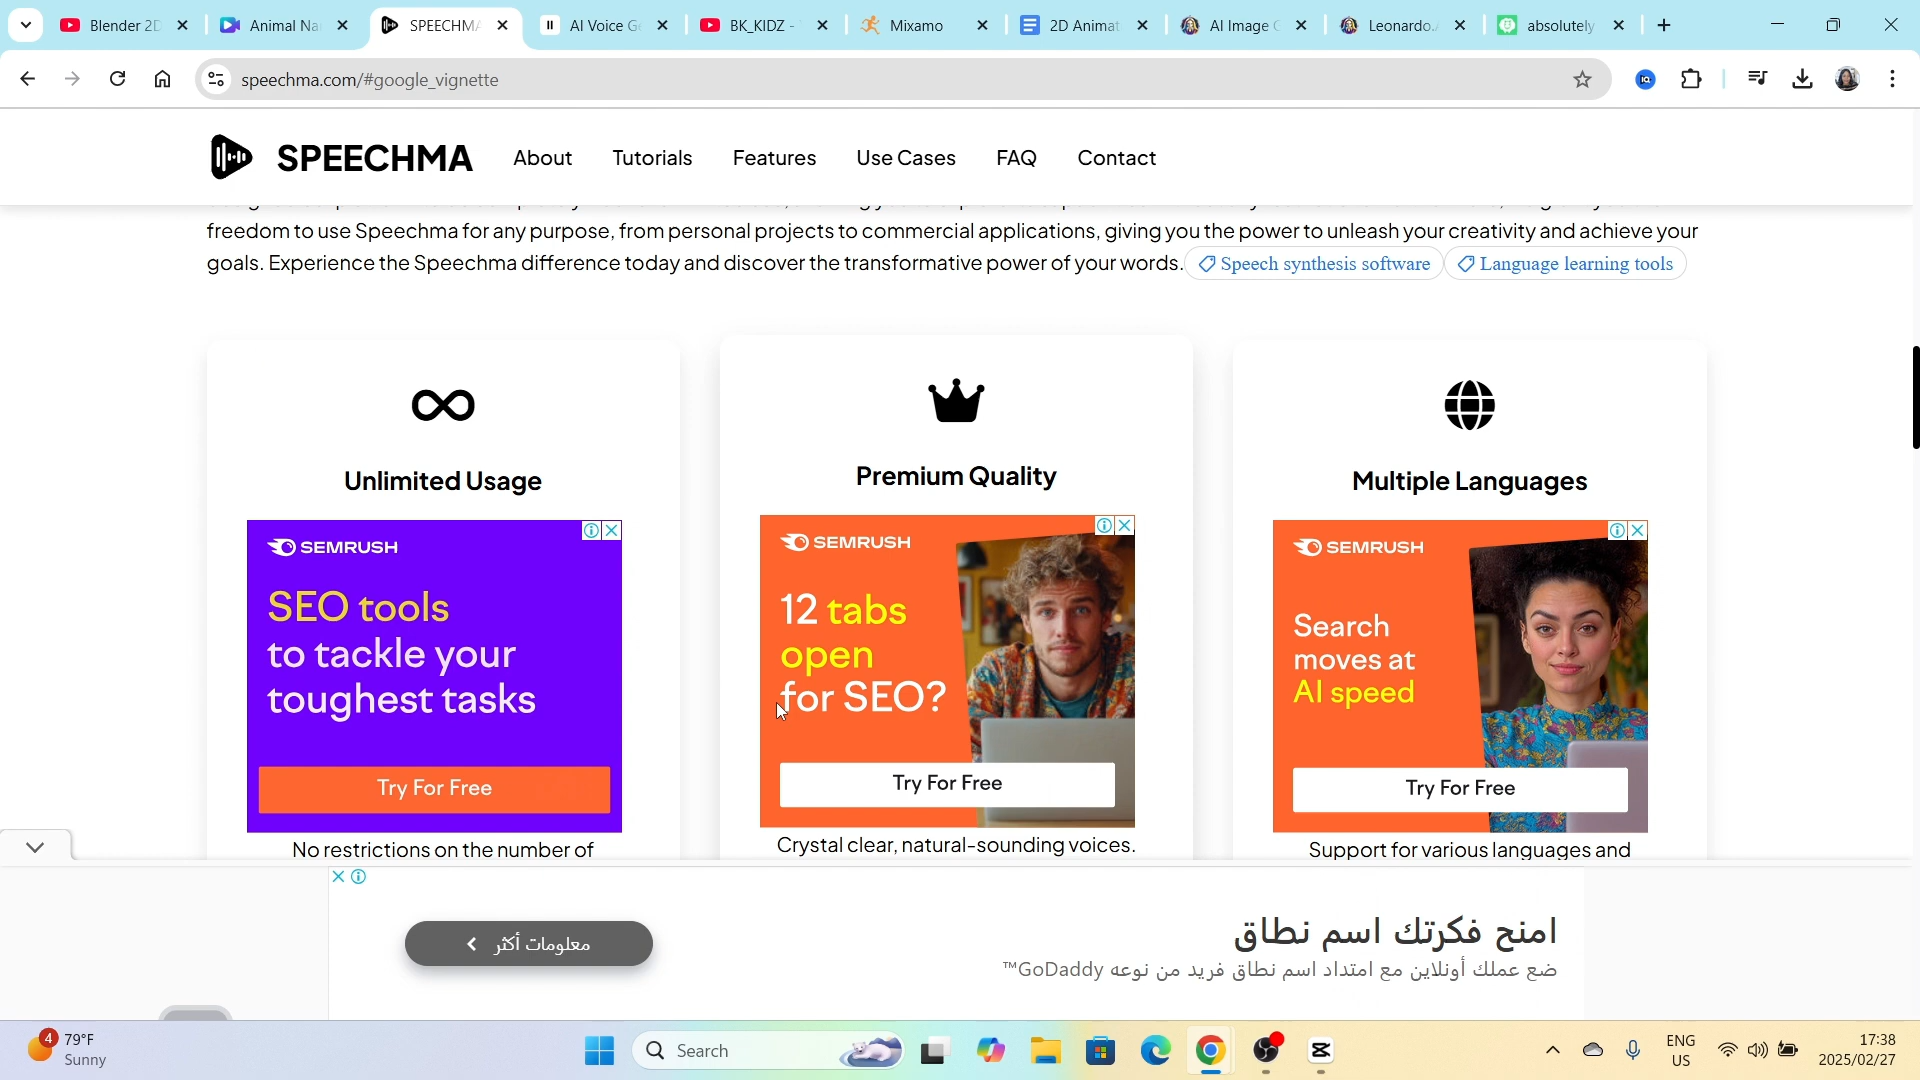 Blender 2D
Animal Na
SPEECHMA
AI Voice Ge
BK_KIDZ -
Mixamo
2D Animat
AI Image G
Leonardo.
absolutely
speechma.com/#google_vignette
SPEECHMA
About
Tutorials
Features
Use Cases
FAQ
Contact
freedom to use Speechma for any purpose, from personal projects to commercial applications, giving you the power to unleash your creativity and achieve your
goals. Experience the Speechma difference today and discover the transformative power of your words. Speech synthesis software Language learning tools
Unlimited Usage
SEMRUSH
SEO tools
to tackle your
toughest tasks
Try For Free
No restrictions on the number of
Premium Quality
SEMRUSH
12 tabs
open
for SEO?
Try For Free
Crystal clear, natural-sounding voices.
Multiple Languages
SEMRUSH
Search
moves at
AI speed
Try For Free
Support for various languages and
امنح فكرتك اسم نطاق
ضع عملك أونلاين مع امتداد اسم نطاق فريد من نوعه GoDaddy™
معلومات أكثر
4
79°F
Sunny
Search
ENG
US
17:38
2025/02/27